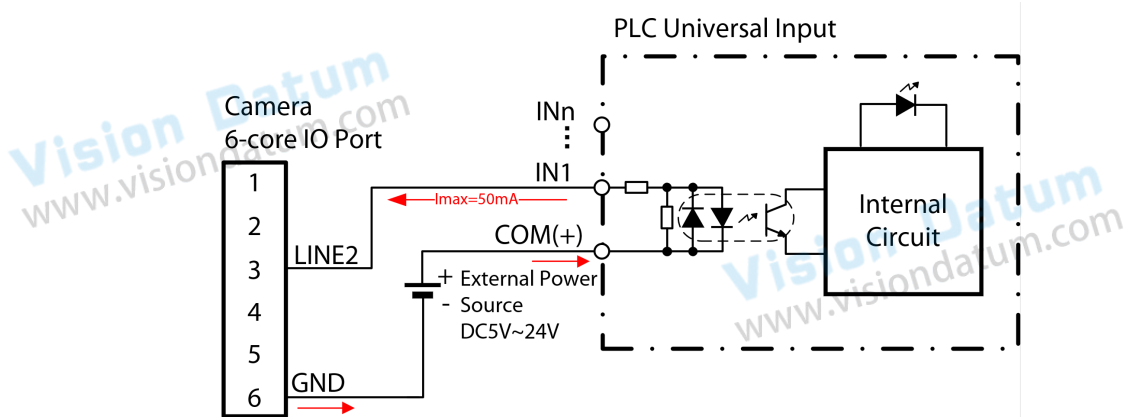 PLC Universal Input
Vision Datum
www.visiondatum.com
Camera
6-core IO Port
INn
IN1
Imax=50mA
COM(+)
1
2
3
4
5
6
LINE2
GND
+ External Power
- Source
DC5V~24V
Internal
Circuit
Vision Datum
www.visiondatum.com